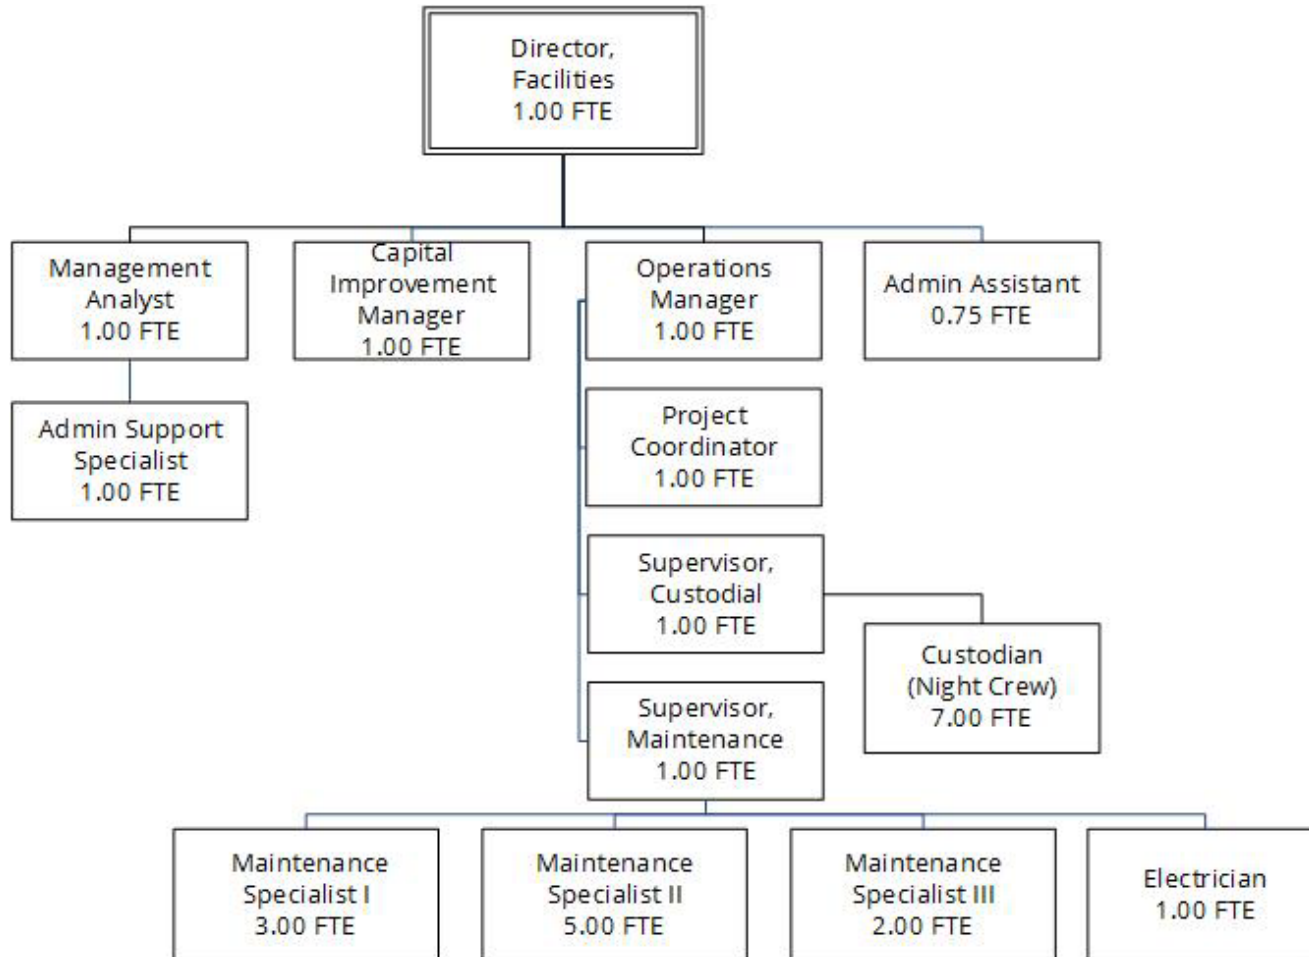 Director,
Facilities
1.00 FTE
Management
Analyst
1.00 FTE
Capital
Improvement
Manager
1.00 FTE
Operations
Manager
1.00 FTE
Admin Assistant
0.75 FTE
Admin Support
Specialist
1.00 FTE
Project
Coordinator
1.00 FTE
Supervisor,
Custodial
1.00 FTE
Custodian
(Night Crew)
7.00 FTE
Supervisor,
Maintenance
1.00 FTE
Maintenance
Specialist I
3.00 FTE
Maintenance
Specialist II
5.00 FTE
Maintenance
Specialist III
2.00 FTE
Electrician
1.00 FTE